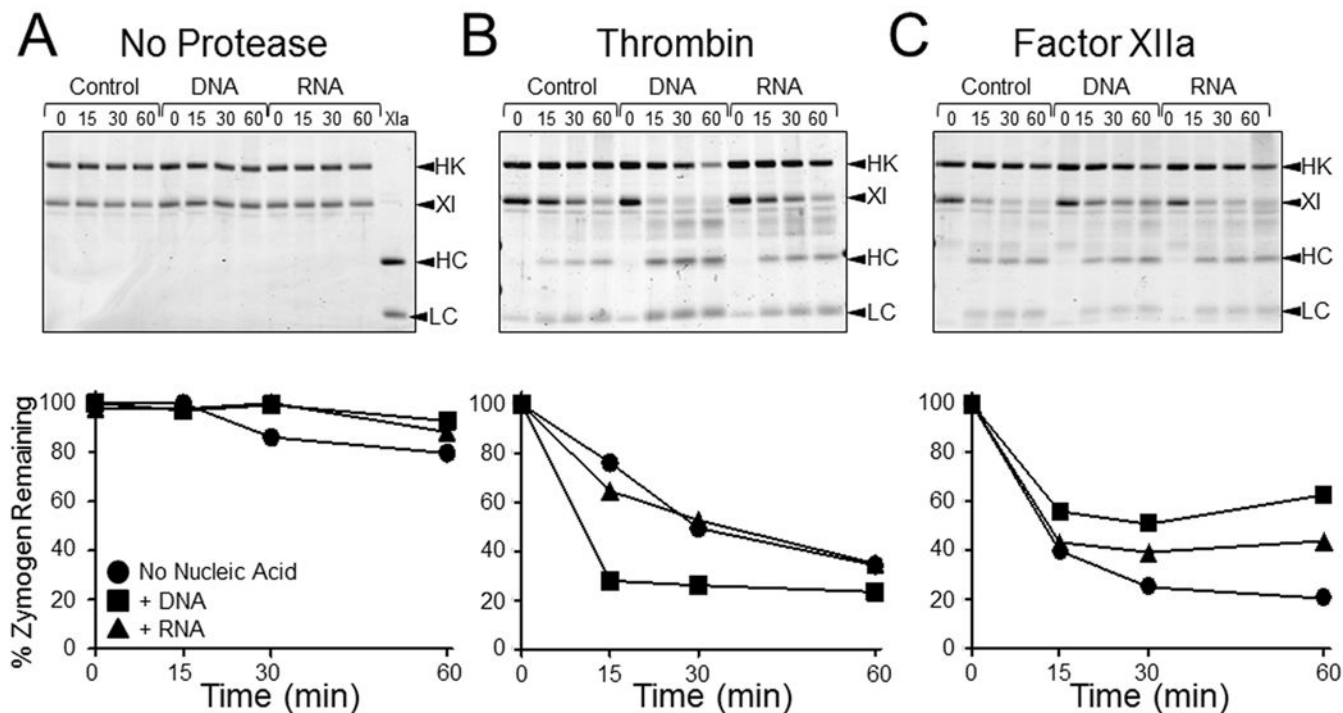 A No Protease
Control DNA RNA
0 15 30 60 0 15 30 60 0 15 30 60 XIa
HK
XI
HC
LC
B Thrombin
Control DNA RNA
0 15 30 60 0 15 30 60 0 15 30 60
HK
XI
HC
LC
C Factor XIIa
Control DNA RNA
0 15 30 60 0 15 30 60 0 15 30 60
HK
XI
HC
LC
% Zymogen Remaining
100
80
60
40
20
0
No Nucleic Acid
+ DNA
+ RNA
0 15 30 60
Time (min)
100
80
60
40
20
0
0 15 30 60
Time (min)
100
80
60
40
20
0
0 15 30 60
Time (min)